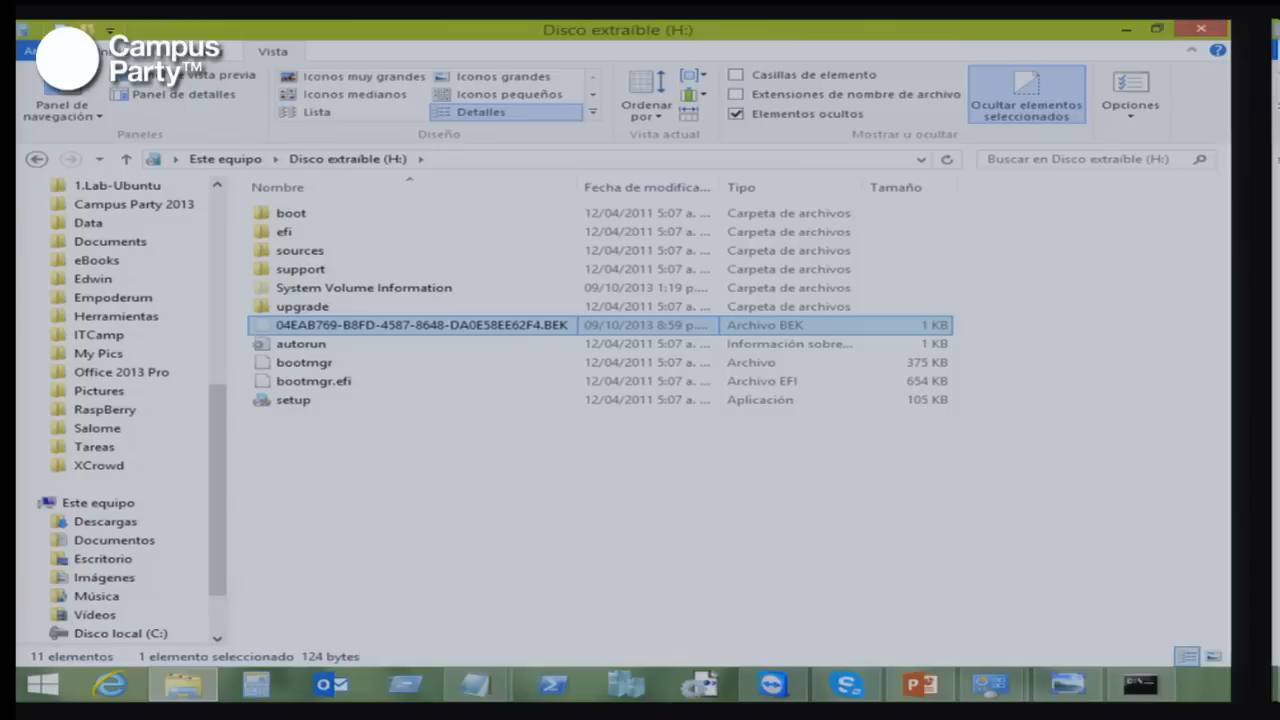 Disco extraíble (H:)
Campus
Party™
Vista
vista previa
Panel de detalles
Panel de
navegación
Paneles
Iconos muy grandes
Iconos grandes
Iconos medianos
Iconos pequeños
Lista
Detalles
Diseño
Ordenar
por
Vista actual
Casillas de elemento
Extensiones de nombre de archivo
Elementos ocultos
Ocultar elementos
seleccionados
Mostrar u ocultar
Opciones
Este equipo
Disco extraíble (H:)
Buscar en Disco extraíble (H:)
1.Lab-Ubuntu
Campus Party 2013
Data
Documents
eBooks
Edwin
Empoderum
Herramientas
ITCamp
My Pics
Office 2013 Pro
Pictures
RaspBerry
Salome
Tareas
XCrowd
Este equipo
Descargas
Documentos
Escritorio
Imágenes
Música
Vídeos
Disco local (C:)
Nombre Fecha de modifica... Tipo Tamaño
boot 12/04/2011 5:07 a. ... Carpeta de archivos
efi 12/04/2011 5:07 a. ... Carpeta de archivos
sources 12/04/2011 5:07 a. ... Carpeta de archivos
support 12/04/2011 5:07 a. ... Carpeta de archivos
System Volume Information 09/10/2013 1:19 p.... Carpeta de archivos
upgrade 12/04/2011 5:07 a. ... Carpeta de archivos
04EAB769-B8FD-4587-8648-DA0E58EE62F4.BEK 09/10/2013 8:59 p.... Archivo BEK 1 KB
autorun 12/04/2011 5:07 a. ... Información sobre... 1 KB
bootmgr 12/04/2011 5:07 a. ... Archivo 375 KB
bootmgr.efi 12/04/2011 5:07 a. ... Archivo EFI 654 KB
setup 12/04/2011 5:07 a. ... Aplicación 105 KB
11 elementos 1 elemento seleccionado 124 bytes